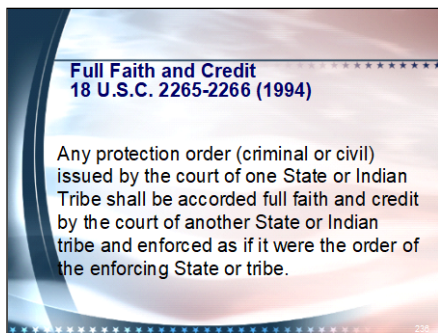 Full Faith and Credit
18 U.S.C. 2265-2266 (1994)
Any protection order (criminal or civil)
issued by the court of one State or Indian
Tribe shall be accorded full faith and credit
by the court of another State or Indian
tribe and enforced as if it were the order of
the enforcing State or tribe.